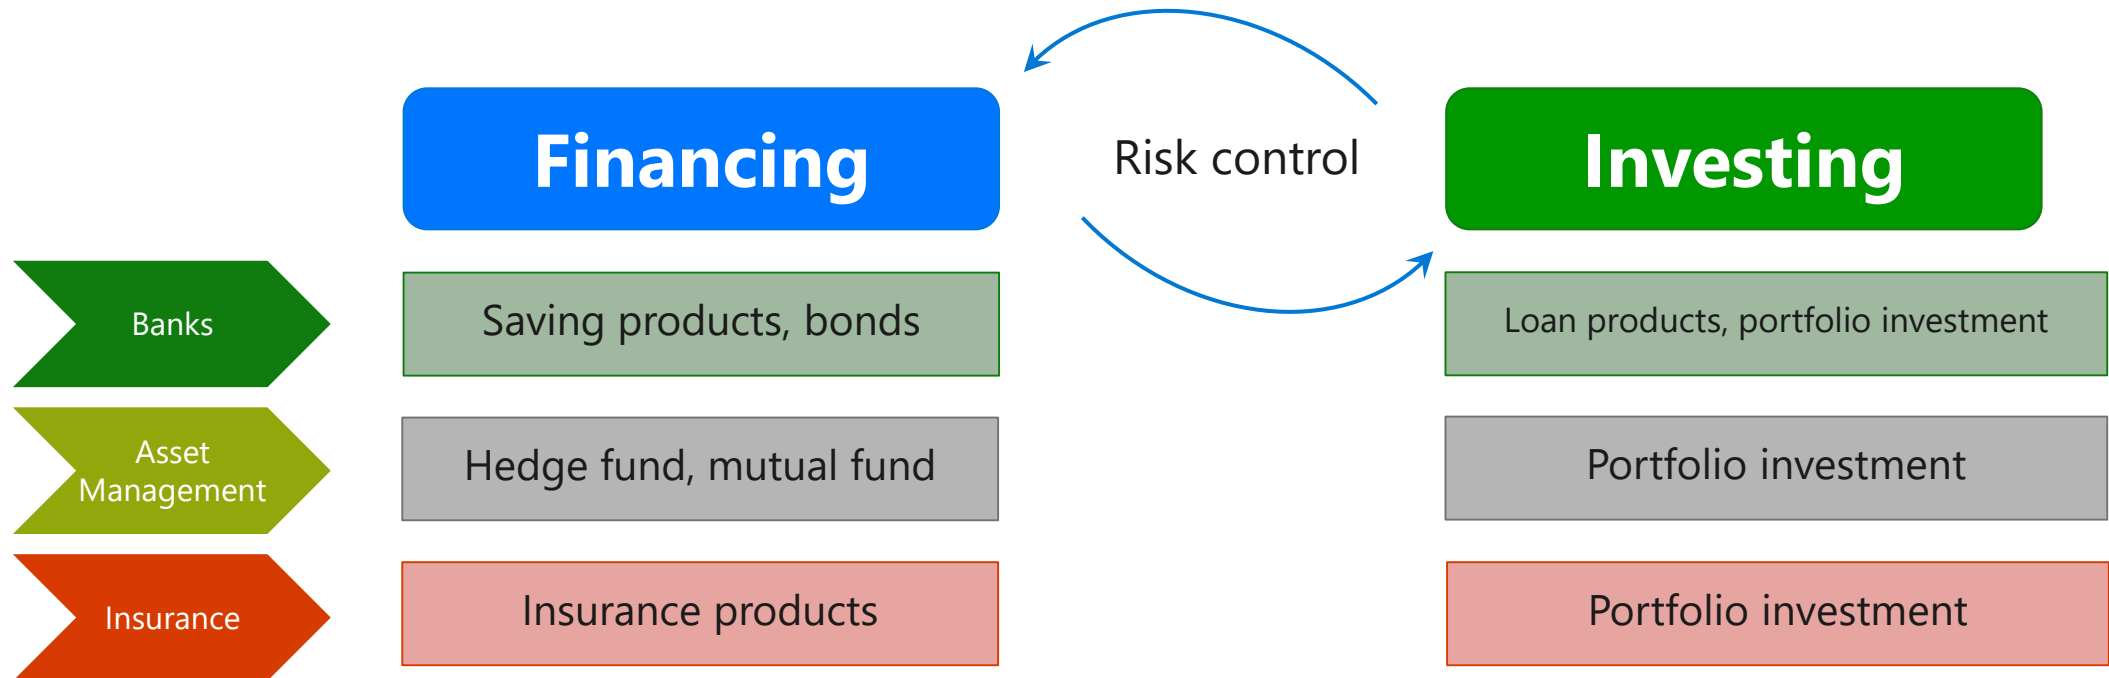 Financing
Risk control
Investing
Banks
Saving products, bonds
Loan products, portfolio investment
Asset
Management
Hedge fund, mutual fund
Portfolio investment
Insurance
Insurance products
Portfolio investment